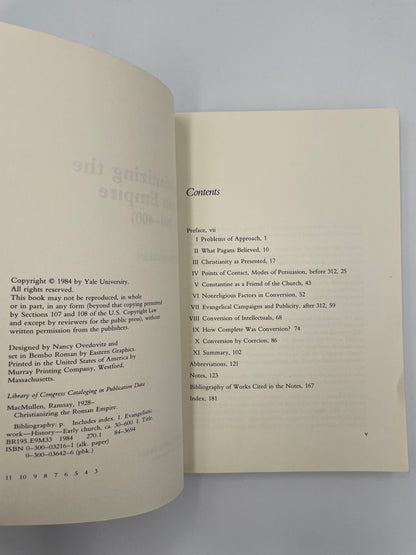 Copyright © 1984 by Yale University.
All rights reserved.
This book may not be reproduced, in whole
or in part, in any form (beyond that copying permitted
by Sections 107 and 108 of the U.S. Copyright Law
and except by reviewers for the public press), without
written permission from the publishers.
Designed by Nancy Ovedovitz and
set in Bembo Roman by Eastern Graphics.
Printed in the United States of America by
Murray Printing Company, Westford,
Massachusetts.
Library of Congress Cataloging in Publication Data
MacMullen, Ramsay, 1928–
Christianizing the Roman Empire.
Bibliography: p. Includes index. 1. Evangelistic
work—History—Early church, ca. 30–600. I. Title.
BR195.E9M33 1984 270.1 84-3694
ISBN 0-300-03216-1 (alk. paper)
0-300-03642-6 (pbk.)
11 10 9 8 7 6 5 4 3
Contents
Preface, vii
I Problems of Approach, 1
II What Pagans Believed, 10
III Christianity as Presented, 17
IV Points of Contact, Modes of Persuasion, before 312, 25
V Constantine as a Friend of the Church, 43
VI Nonreligious Factors in Conversion, 52
VII Evangelical Campaigns and Publicity, after 312, 59
VIII Conversion of Intellectuals, 68
IX How Complete Was Conversion? 74
X Conversion by Coercion, 86
XI Summary, 102
Abbreviations, 121
Notes, 123
Bibliography of Works Cited in the Notes, 167
Index, 181
v